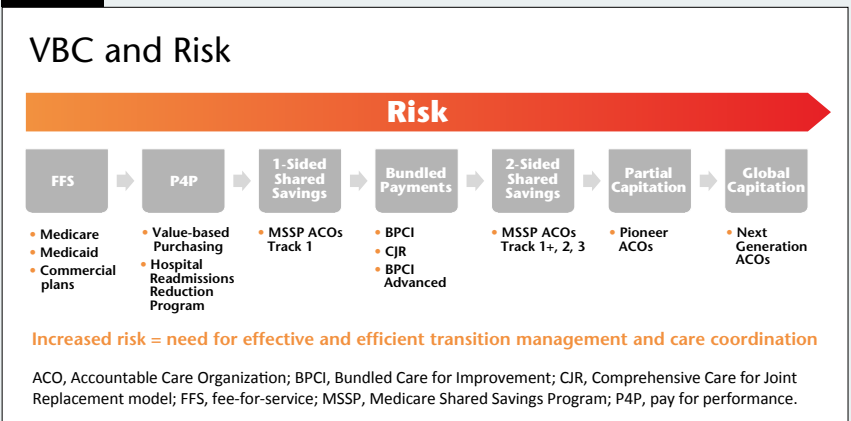 VBC and Risk
Risk
FFS
P4P
1-Sided
Shared
Savings
Bundled
Payments
2-Sided
Shared
Savings
Partial
Capitation
Global
Capitation
• Medicare
• Medicaid
• Commercial
plans
• Value-based
Purchasing
• Hospital
Readmissions
Reduction
Program
• MSSP ACOs
Track 1
• BPCI
• CJR
• BPCI
Advanced
• MSSP ACOs
Track 1+, 2, 3
• Pioneer
ACOs
• Next
Generation
ACOs
Increased risk = need for effective and efficient transition management and care coordination
ACO, Accountable Care Organization; BPCI, Bundled Care for Improvement; CJR, Comprehensive Care for Joint
Replacement model; FFS, fee-for-service; MSSP, Medicare Shared Savings Program; P4P, pay for performance.